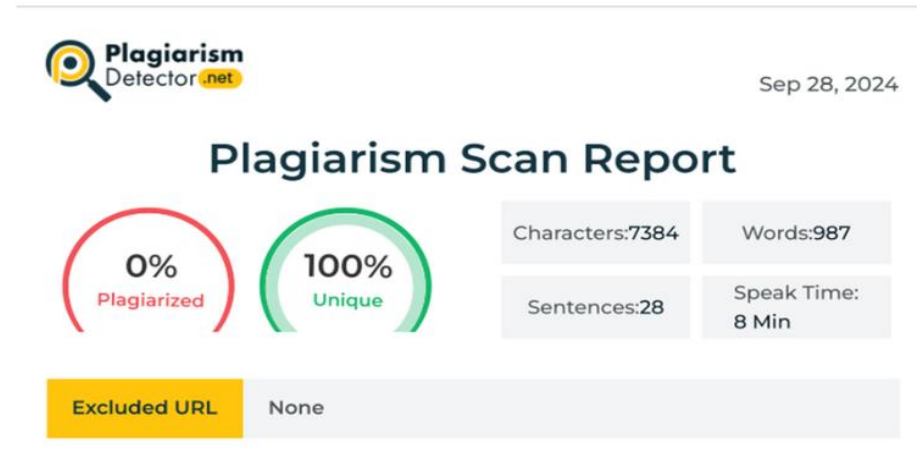 Plagiarism
Detector.net
Sep 28, 2024
Plagiarism Scan Report
0%
Plagiarized
100%
Unique
Characters:7384
Words:987
Sentences:28
Speak Time:
8 Min
Excluded URL
None